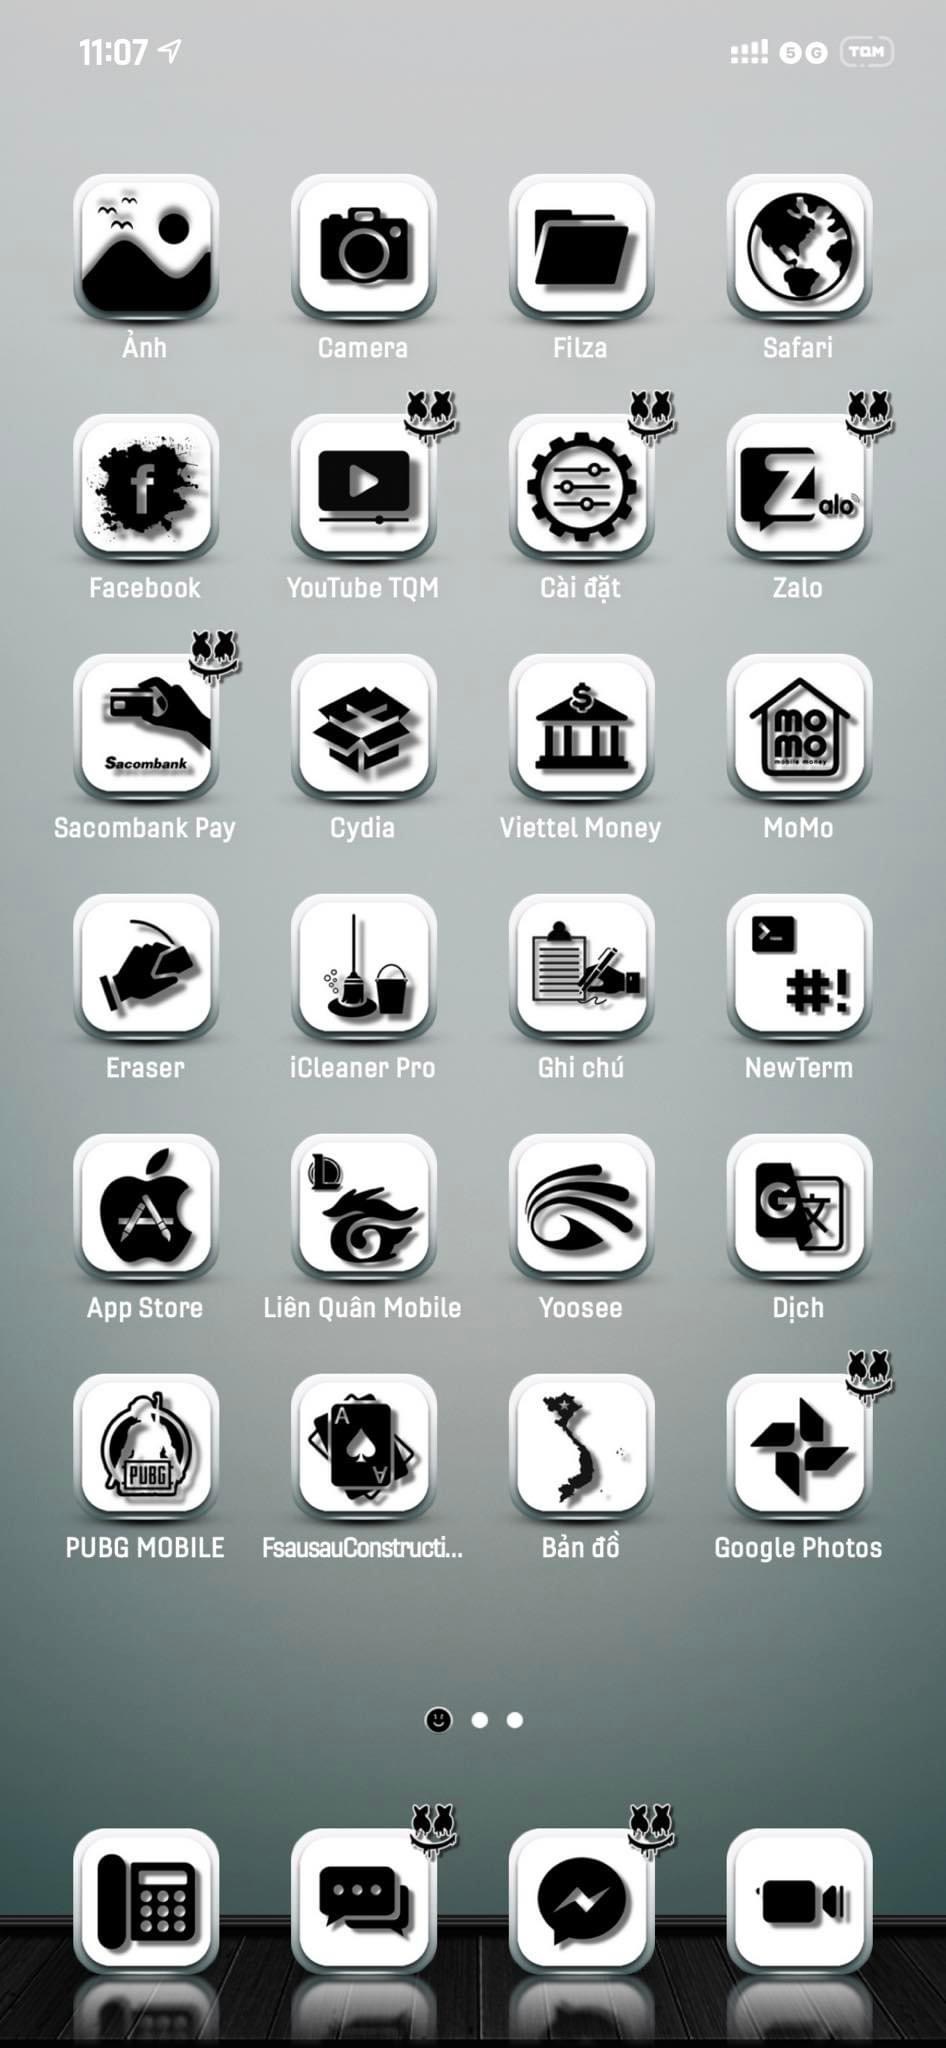 11:07 5 G TQM
Ảnh Camera Filza Safari
f Zalo
Facebook YouTube TQM Cài đặt Zalo
$ mo
mo
Sacombank mobile money
Sacombank Pay Cydia Viettel Money MoMo
>_
#!
Eraser iCleaner Pro Ghi chú NewTerm
L G 文
App Store Liên Quân Mobile Yoosee Dịch
A
PUBG A
PUBG MOBILE FsausauConstructi... Bản đồ Google Photos